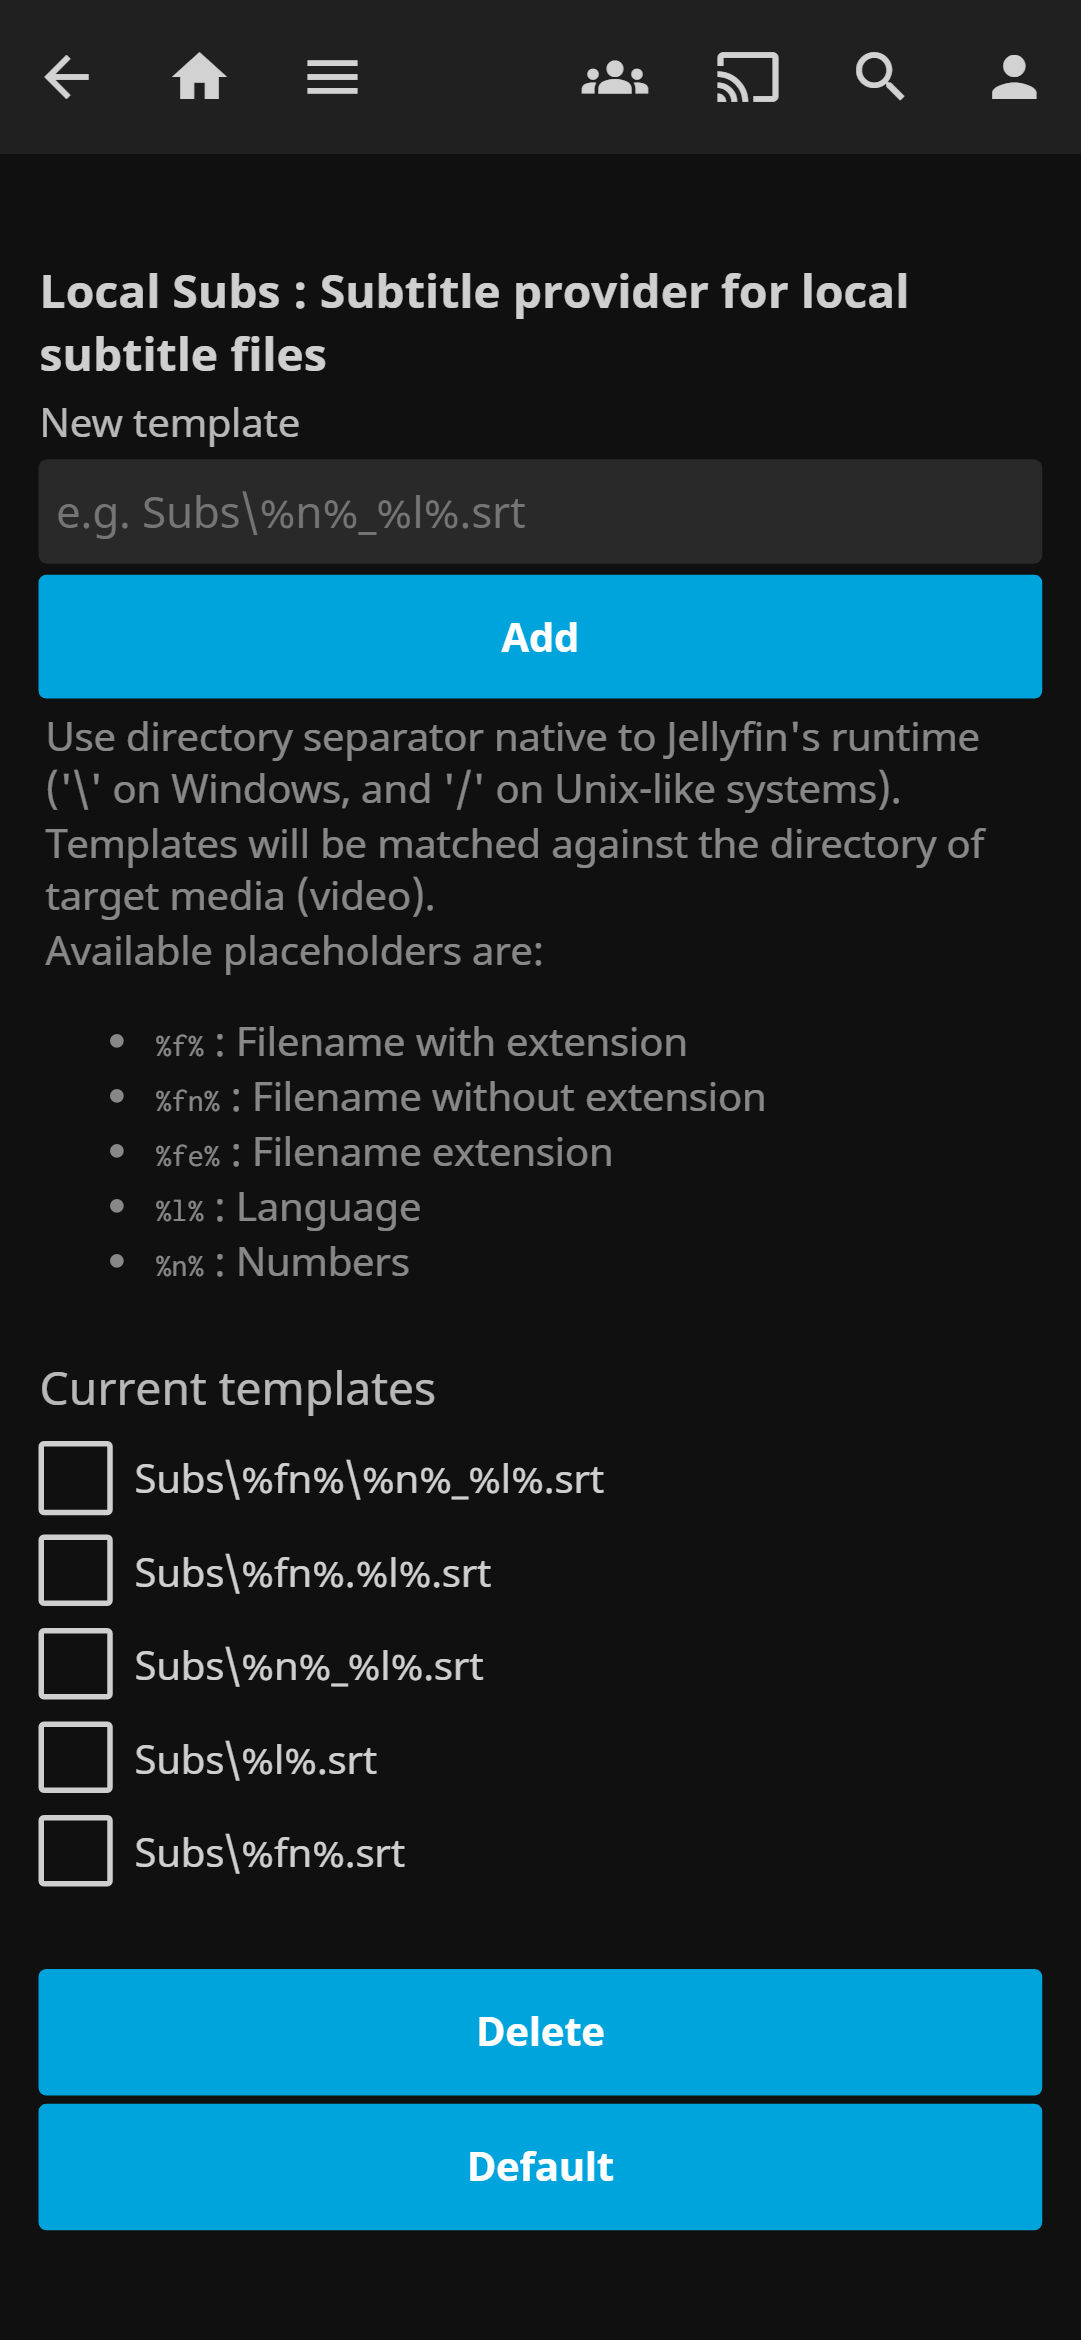 Local Subs : Subtitle provider for local
subtitle files
New template
e.g. Subs\%n%_%l%.srt
Add
Use directory separator native to Jellyfin's runtime
('\' on Windows, and '/' on Unix-like systems).
Templates will be matched against the directory of
target media (video).
Available placeholders are:
• %f% : Filename with extension
• %fn% : Filename without extension
• %fe% : Filename extension
• %l% : Language
• %n% : Numbers
Current templates
Subs\%fn%\%n%_%l%.srt
Subs\%fn%.%l%.srt
Subs\%n%_%l%.srt
Subs\%l%.srt
Subs\%fn%.srt
Delete
Default